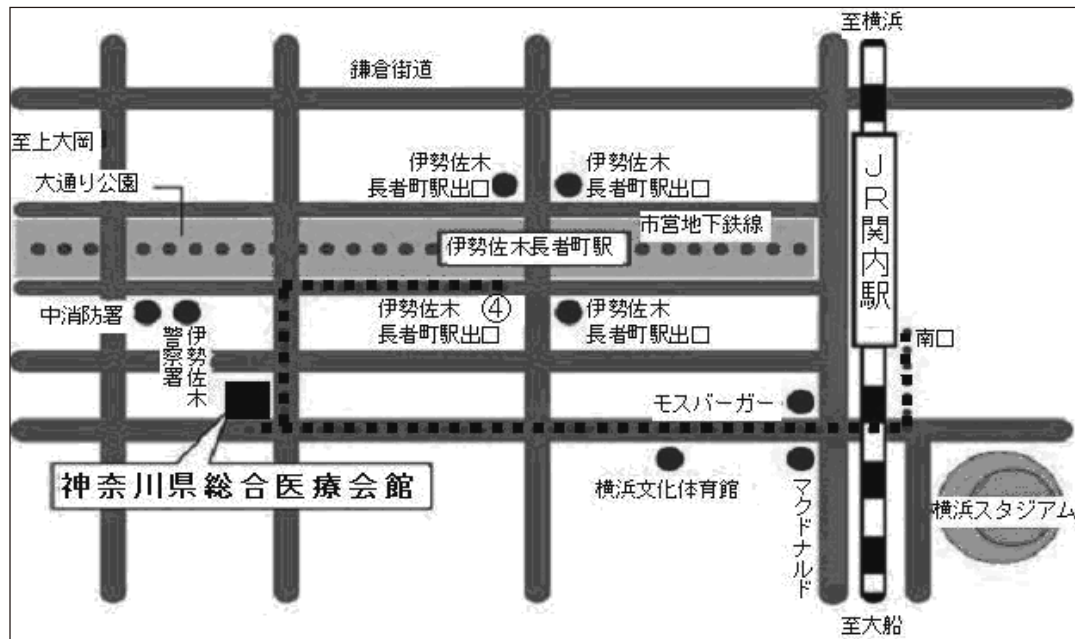 至横浜
鎌倉街道
至上大岡
大通り公園
伊勢佐木
長者町駅出口
伊勢佐木
長者町駅出口
JR関内駅
市営地下鉄線
伊勢佐木長者町駅
中消防署
伊勢佐木
警察署
伊勢佐木
長者町駅出口
④
伊勢佐木
長者町駅出口
南口
モスバーガー
神奈川県総合医療会館
横浜文化体育館
マクドナルド
横浜スタジアム
至大船